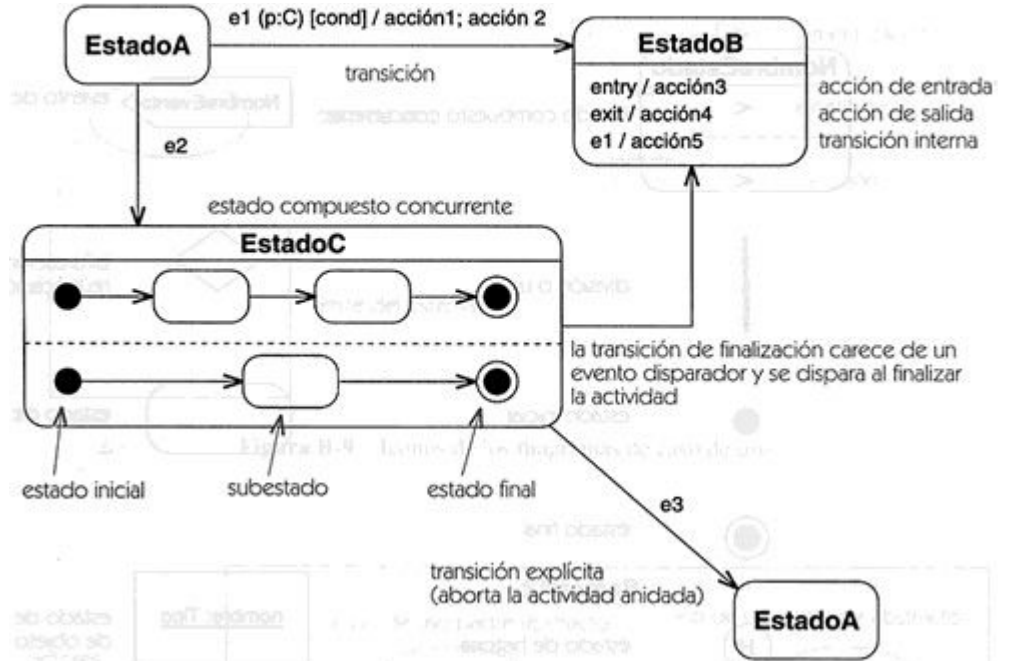 e1 (p:C) [cond] / acción1; acción 2
EstadoA
transición
EstadoB
entry / acción3
exit / acción4
e1 / acción5
acción de entrada
acción de salida
transición interna
e2
estado compuesto concurrente
EstadoC
la transición de finalización carece de un
evento disparador y se dispara al finalizar
la actividad
estado inicial
subestado
estado final
e3
transición explícita
(aborta la actividad anidada)
EstadoA